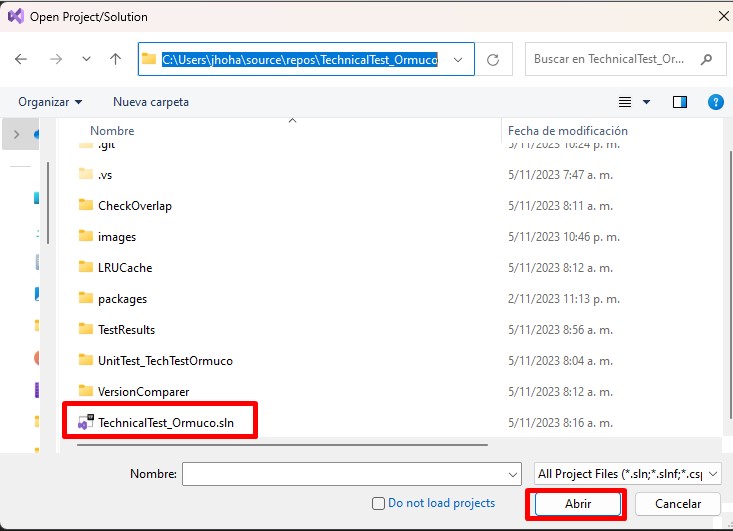 Open Project/Solution
C:\Users\jhoha\source\repos\TechnicalTest_Ormuco
Buscar en TechnicalTest_Or...
Organizar
Nueva carpeta
?
Nombre Fecha de modificación
.git 5/11/2023 10:24 p. m.
.vs 5/11/2023 7:47 a. m.
CheckOverlap 5/11/2023 8:11 a. m.
images 5/11/2023 10:46 p. m.
LRUCache 5/11/2023 8:12 a. m.
packages 2/11/2023 11:13 p. m.
TestResults 5/11/2023 8:56 a. m.
UnitTest_TechTestOrmuco 5/11/2023 8:04 a. m.
VersionComparer 5/11/2023 8:12 a. m.
TechnicalTest_Ormuco.sln 5/11/2023 8:16 a. m.
Nombre:
All Project Files (*.sln;*.slnf;*.csp
Do not load projects
Abrir
Cancelar